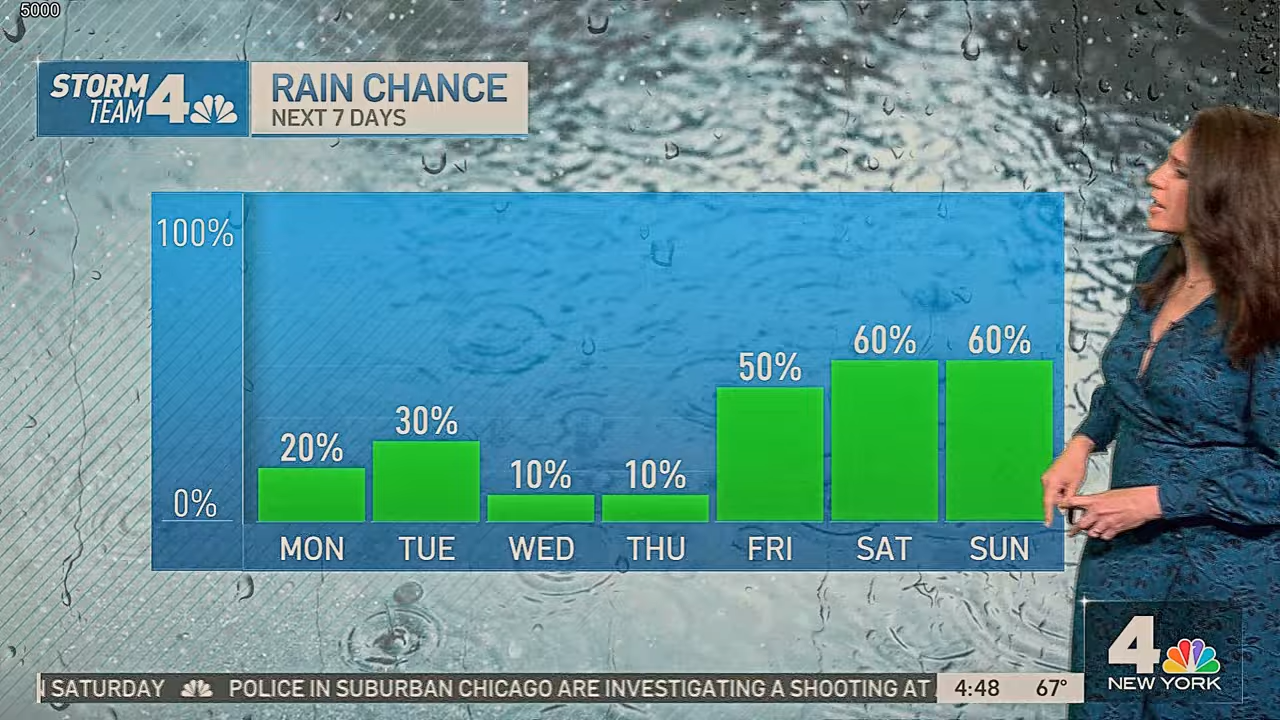 5000
STORM
TEAM 4
RAIN CHANCE
NEXT 7 DAYS
100%
0%
20%
30%
10%
10%
50%
60%
60%
MON
TUE
WED
THU
FRI
SAT
SUN
SATURDAY POLICE IN SUBURBAN CHICAGO ARE INVESTIGATING A SHOOTING AT
4:48 67°
4
NEW YORK